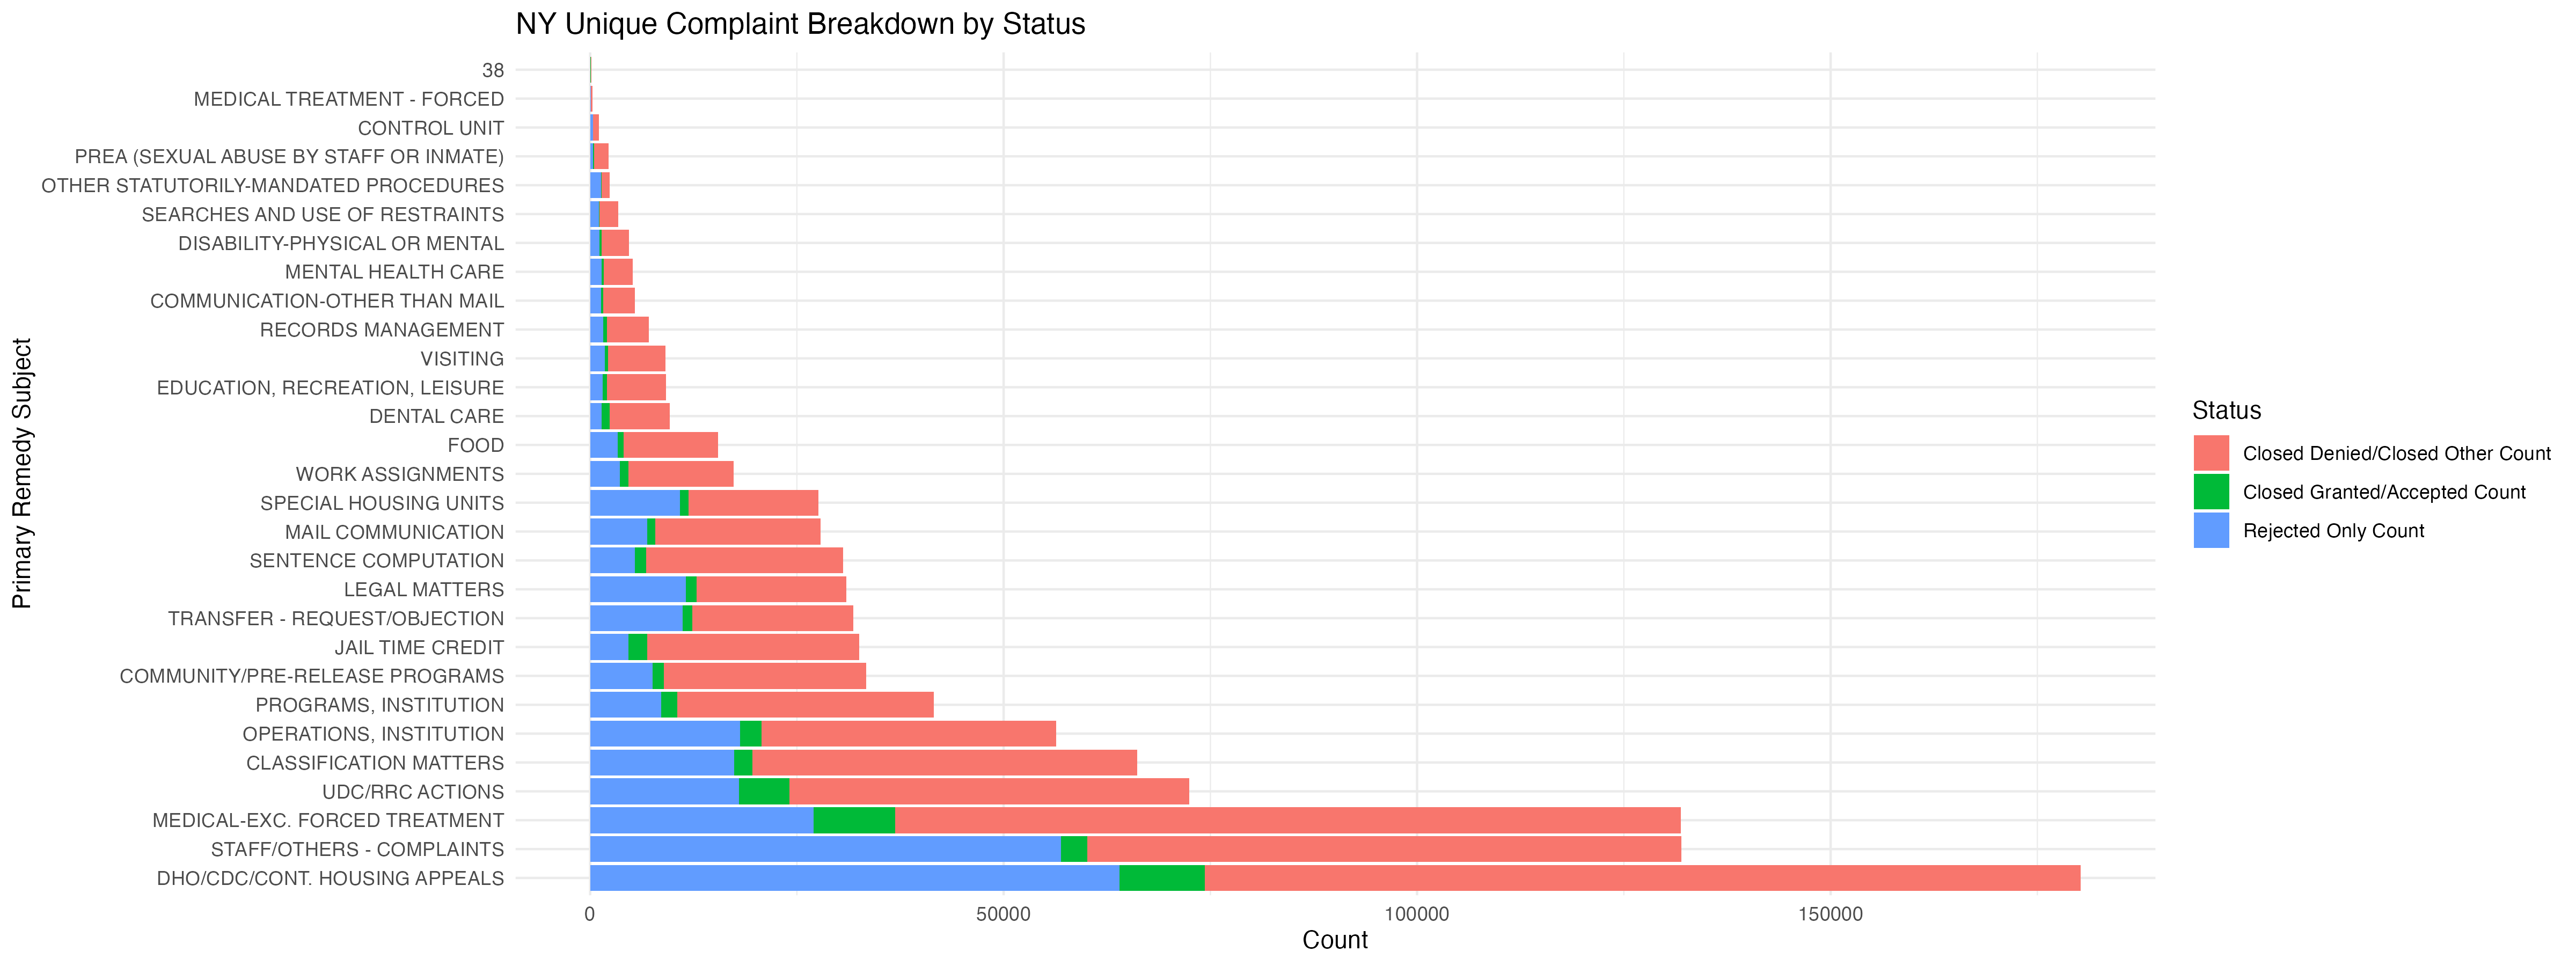 NY Unique Complaint Breakdown by Status
Primary Remedy Subject
38
MEDICAL TREATMENT - FORCED
CONTROL UNIT
PREA (SEXUAL ABUSE BY STAFF OR INMATE)
OTHER STATUTORILY-MANDATED PROCEDURES
SEARCHES AND USE OF RESTRAINTS
DISABILITY-PHYSICAL OR MENTAL
MENTAL HEALTH CARE
COMMUNICATION-OTHER THAN MAIL
RECORDS MANAGEMENT
VISITING
EDUCATION, RECREATION, LEISURE
DENTAL CARE
FOOD
WORK ASSIGNMENTS
SPECIAL HOUSING UNITS
MAIL COMMUNICATION
SENTENCE COMPUTATION
LEGAL MATTERS
TRANSFER - REQUEST/OBJECTION
JAIL TIME CREDIT
COMMUNITY/PRE-RELEASE PROGRAMS
PROGRAMS, INSTITUTION
OPERATIONS, INSTITUTION
CLASSIFICATION MATTERS
UDC/RRC ACTIONS
MEDICAL-EXC. FORCED TREATMENT
STAFF/OTHERS - COMPLAINTS
DHO/CDC/CONT. HOUSING APPEALS
0 50000 100000 150000
Count
Status
Closed Denied/Closed Other Count
Closed Granted/Accepted Count
Rejected Only Count